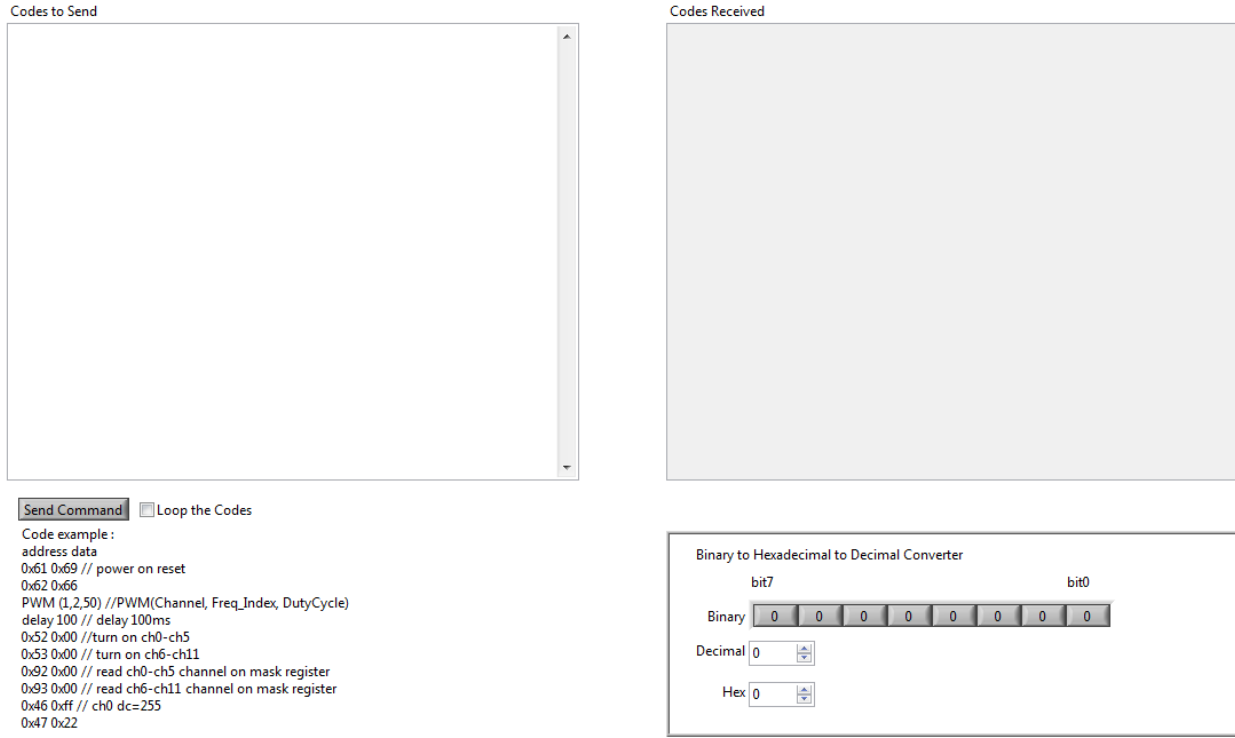 Codes to Send
Codes Received
Send Command
Loop the Codes
Code example :
address data
0x61 0x69 // power on reset
0x62 0x66
PWM (1,2,50) //PWM(Channel, Freq_Index, DutyCycle)
delay 100 // delay 100ms
0x52 0x00 //turn on ch0-ch5
0x53 0x00 // turn on ch6-ch11
0x92 0x00 // read ch0-ch5 channel on mask register
0x93 0x00 // read ch6-ch11 channel on mask register
0x46 0xff // ch0 dc=255
0x47 0x22
Binary to Hexadecimal to Decimal Converter
bit7 bit0
Binary 0 0 0 0 0 0 0 0
Decimal 0
Hex 0